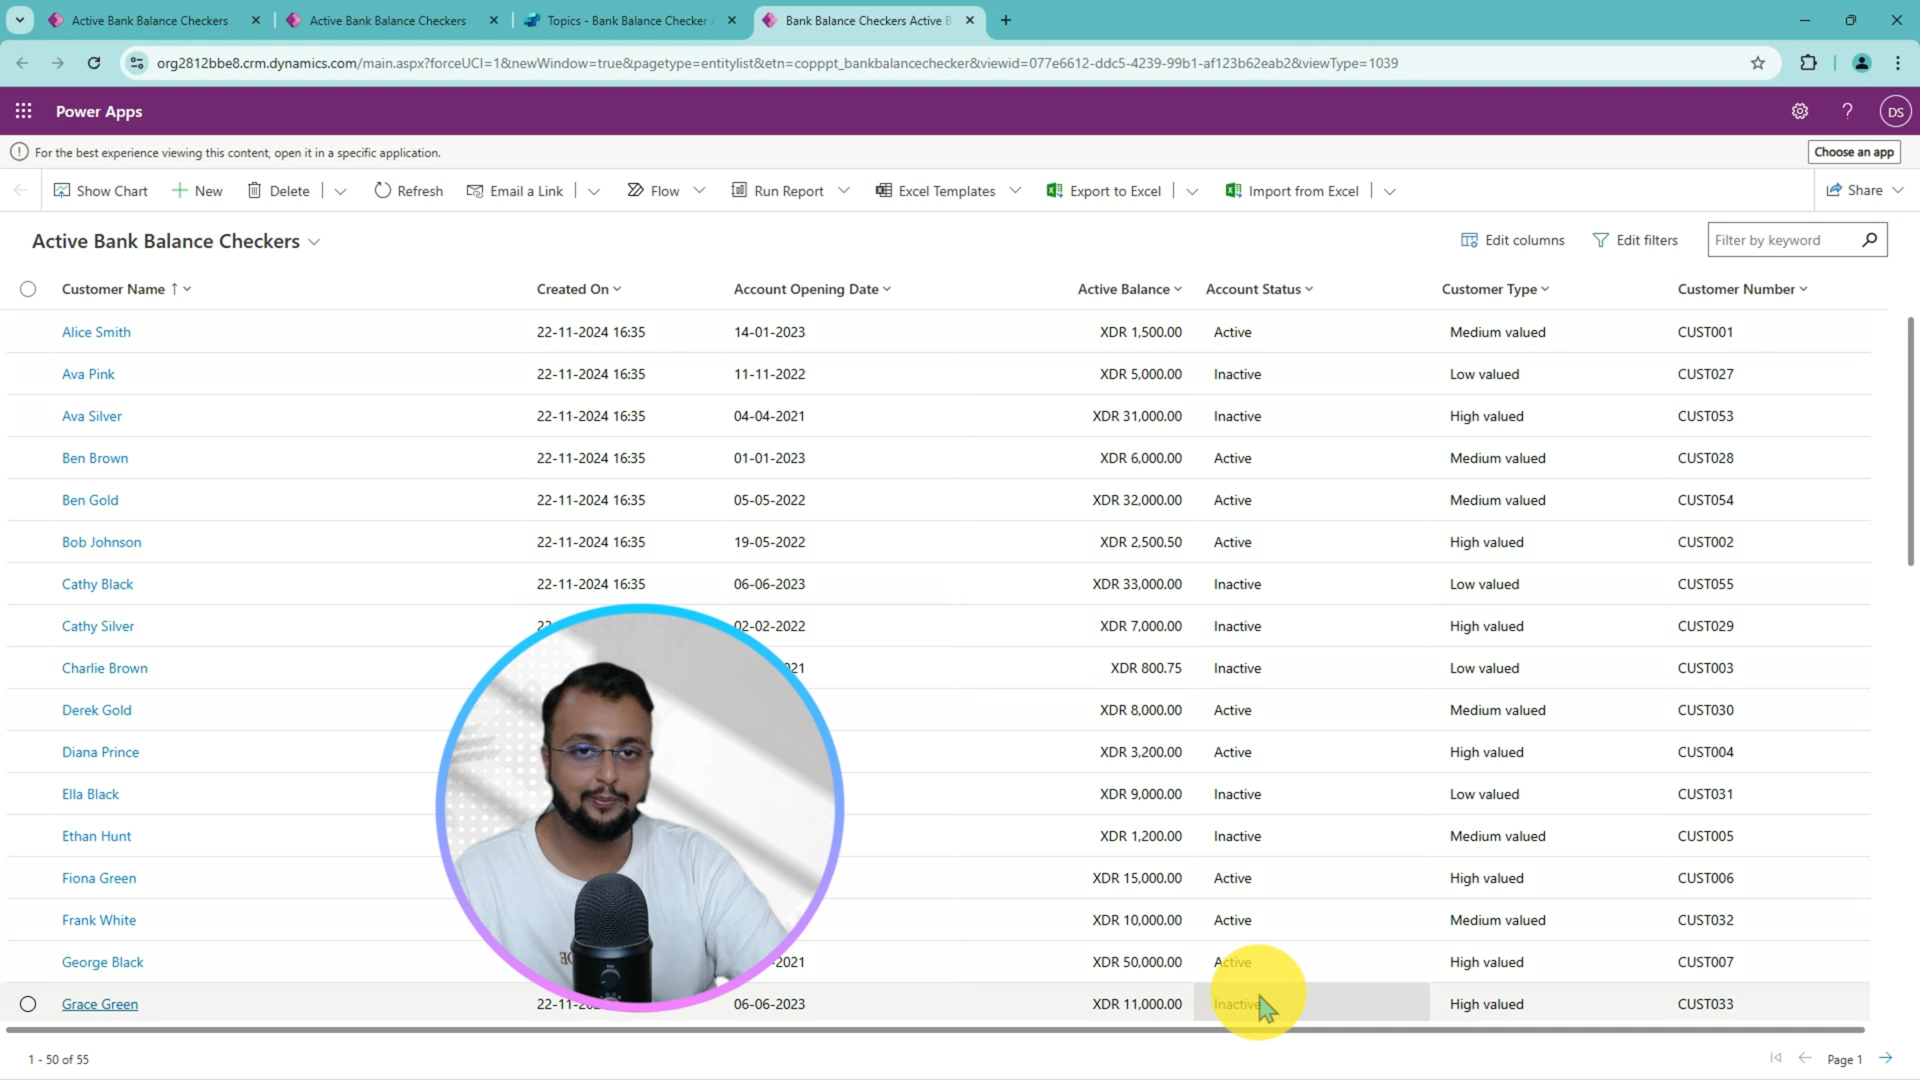 Active Bank Balance Checkers
Active Bank Balance Checkers
Topics - Bank Balance Checker
Bank Balance Checkers Active
org2812bbe8.crm.dynamics.com/main.aspx?forceUCI=1&newWindow=true&pagetype=entitylist&etn=copppt_bankbalancechecker&viewid=077e6612-ddc5-4239-99b1-af123b62eab2&viewType=1039
Power Apps
DS
For the best experience viewing this content, open it in a specific application.
Choose an app
Show Chart New Delete Refresh Email a Link Flow Run Report Excel Templates Export to Excel Import from Excel Share
Active Bank Balance Checkers
Edit columns Edit filters Filter by keyword
Customer Name Created On Account Opening Date Active Balance Account Status Customer Type Customer Number
Alice Smith 22-11-2024 16:35 14-01-2023 XDR 1,500.00 Active Medium valued CUST001
Ava Pink 22-11-2024 16:35 11-11-2022 XDR 5,000.00 Inactive Low valued CUST027
Ava Silver 22-11-2024 16:35 04-04-2021 XDR 31,000.00 Inactive High valued CUST053
Ben Brown 22-11-2024 16:35 01-01-2023 XDR 6,000.00 Active Medium valued CUST028
Ben Gold 22-11-2024 16:35 05-05-2022 XDR 32,000.00 Active Medium valued CUST054
Bob Johnson 22-11-2024 16:35 19-05-2022 XDR 2,500.50 Active High valued CUST002
Cathy Black 22-11-2024 16:35 06-06-2023 XDR 33,000.00 Inactive Low valued CUST055
Cathy Silver 02-02-2022 XDR 7,000.00 Inactive High valued CUST029
Charlie Brown XDR 800.75 Inactive Low valued CUST003
Derek Gold XDR 8,000.00 Active Medium valued CUST030
Diana Prince XDR 3,200.00 Active High valued CUST004
Ella Black XDR 9,000.00 Inactive Low valued CUST031
Ethan Hunt XDR 1,200.00 Inactive Medium valued CUST005
Fiona Green XDR 15,000.00 Active High valued CUST006
Frank White XDR 10,000.00 Active Medium valued CUST032
George Black XDR 50,000.00 Active High valued CUST007
Grace Green 06-06-2023 XDR 11,000.00 Inactive High valued CUST033
1 - 50 of 55
Page 1